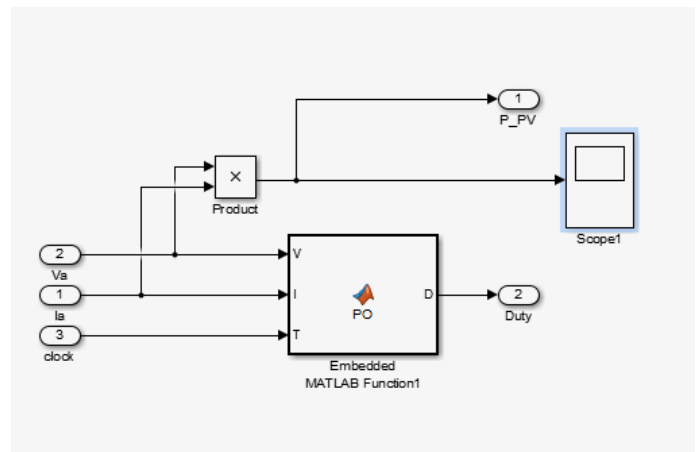 1
P_PV
×
Product
Scope1
2
Va
V
1
Ia
I
PO
D
2
Duty
3
clock
T
Embedded
MATLAB Function1